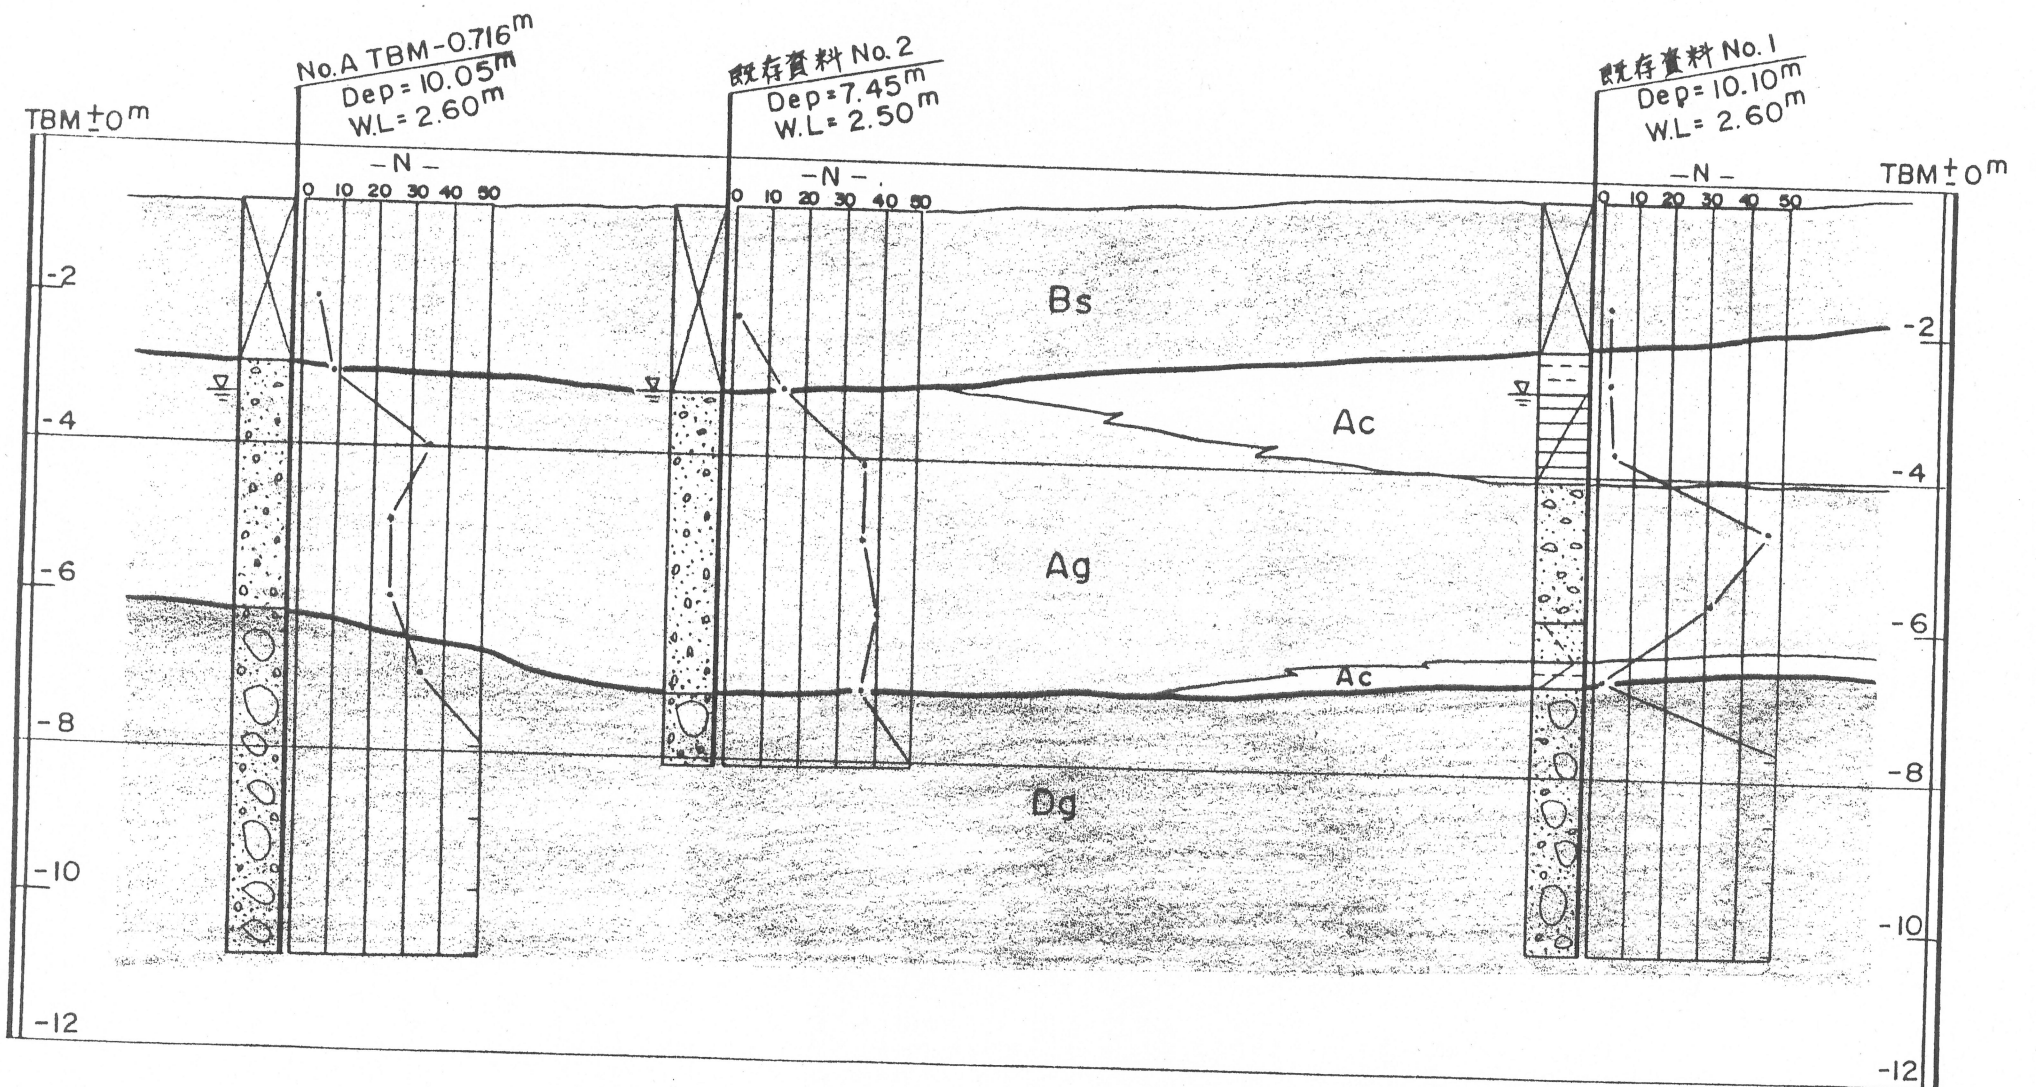 No.A TBM-0.716m
Dep=10.05m
W.L=2.60m
既存資料 No.2
Dep=7.45m
W.L=2.50m
既存資料 No.1
Dep=10.10m
W.L=2.60m
TBM±0m
TBM±0m
-N-
0 10 20 30 40 50
-N-
0 10 20 30 40 50
-N-
0 10 20 30 40 50
-2
Bs
-2
-4
Ac
-4
-6
Ag
-6
Ac
-8
Dg
-8
-10
-10
-12
-12